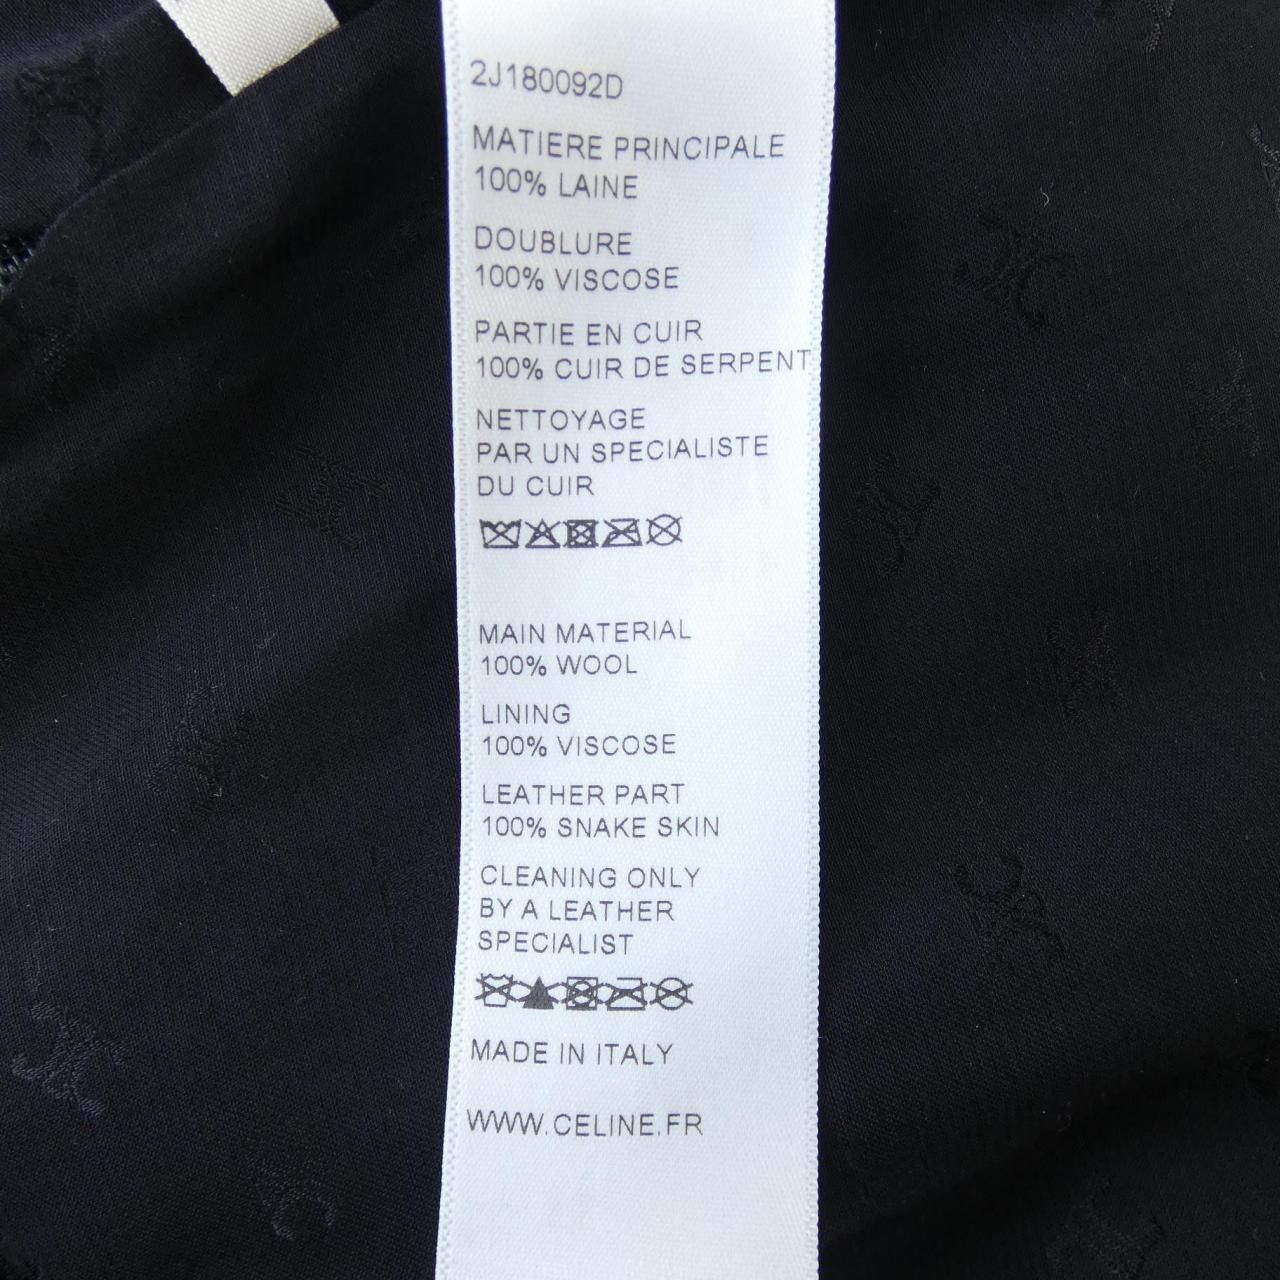 2J180092D
MATIERE PRINCIPALE
100% LAINE
DOUBLURE
100% VISCOSE
PARTIE EN CUIR
100% CUIR DE SERPENT
NETTOYAGE
PAR UN SPECIALISTE
DU CUIR
MAIN MATERIAL
100% WOOL
LINING
100% VISCOSE
LEATHER PART
100% SNAKE SKIN
CLEANING ONLY
BY A LEATHER
SPECIALIST
MADE IN ITALY
WWW.CELINE.FR